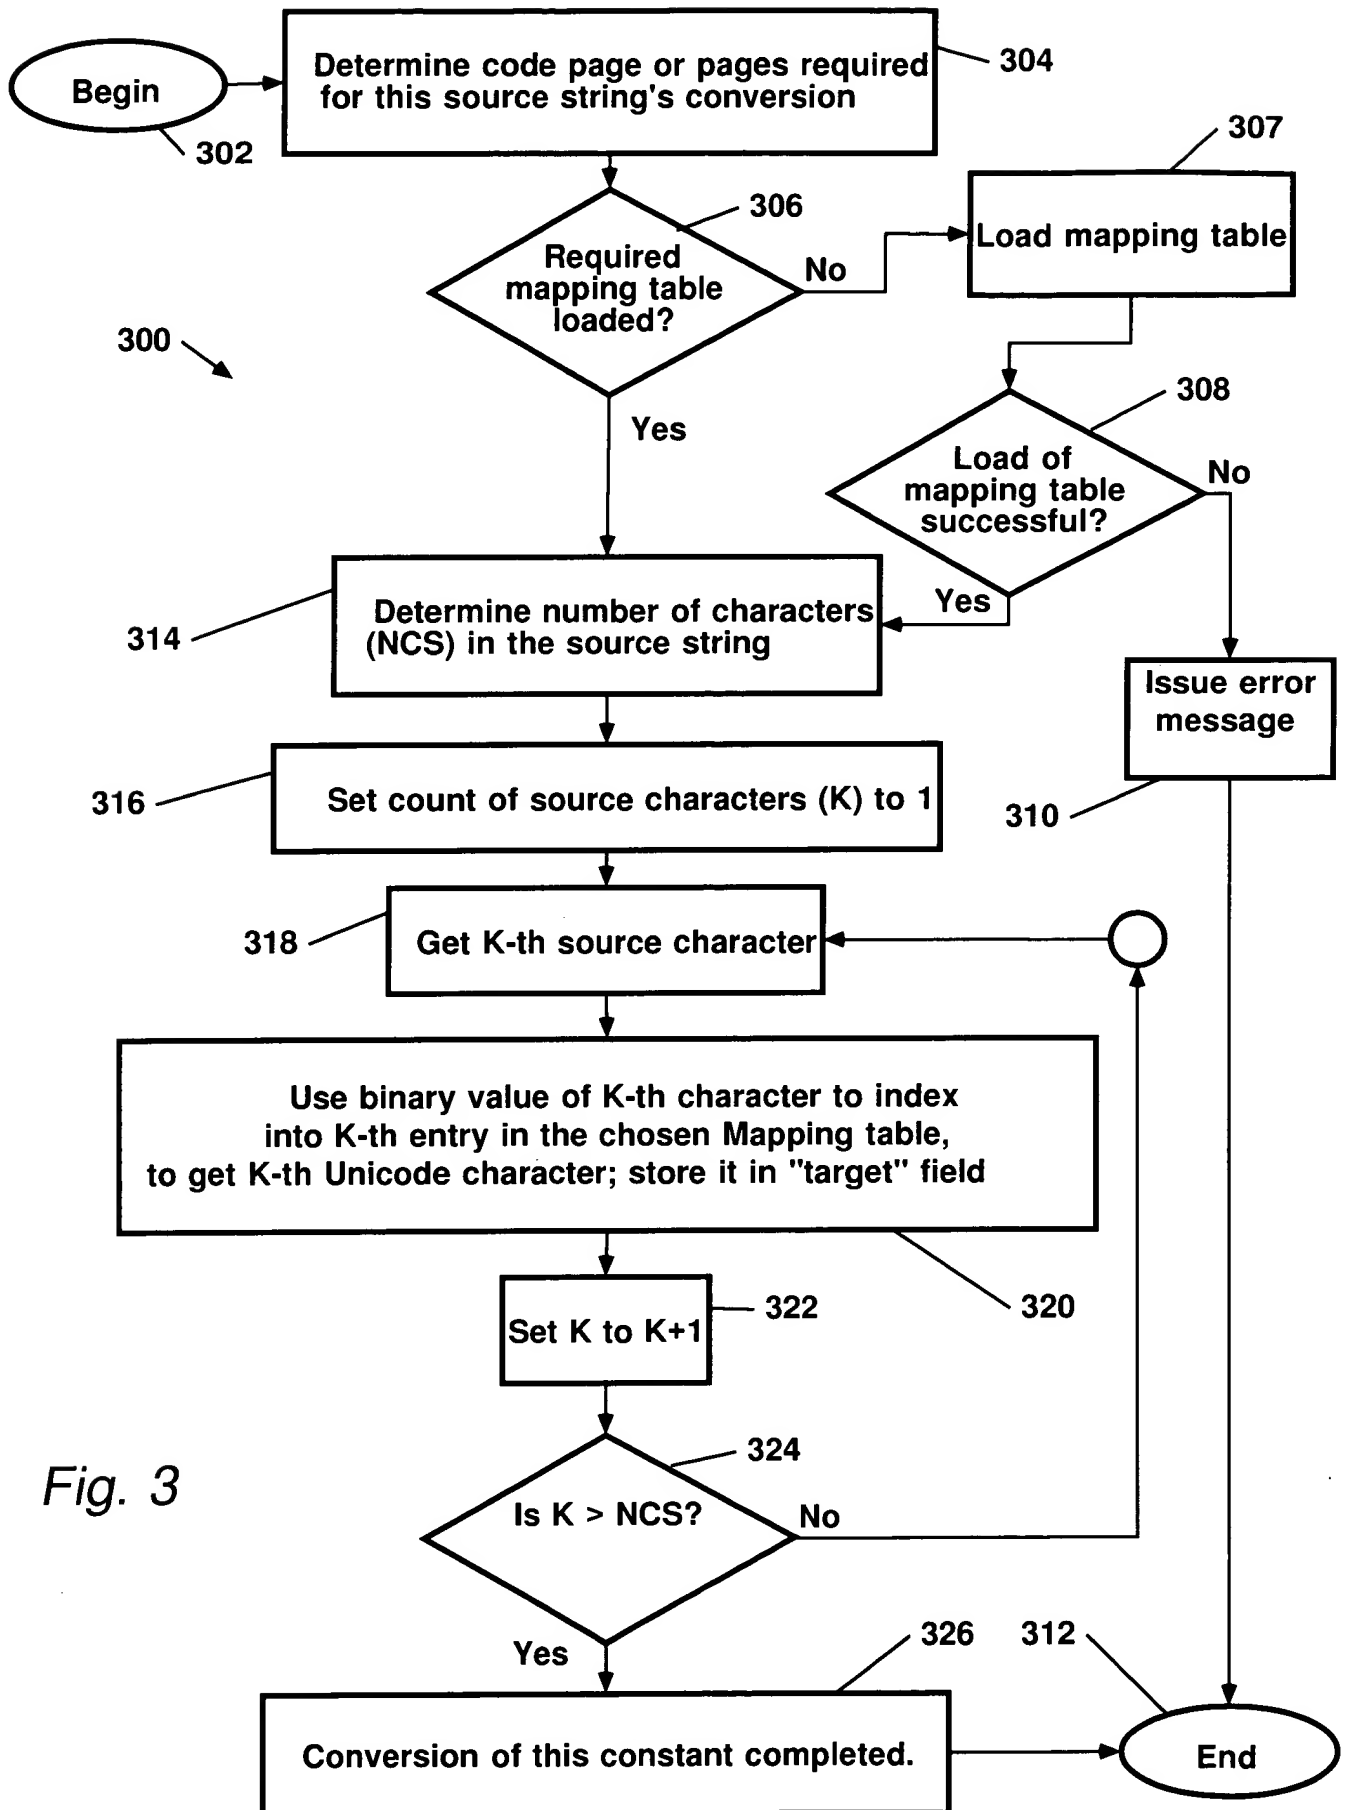 Begin
302
Determine code page or pages required
for this source string's conversion
304
306
Required
mapping table
loaded?
No
Yes
307
Load mapping table
300
308
Load of
mapping table
successful?
No
Yes
314
Determine number of characters
(NCS) in the source string
Issue error
message
310
316
Set count of source characters (K) to 1
318
Get K-th source character
Use binary value of K-th character to index
into K-th entry in the chosen Mapping table,
to get K-th Unicode character; store it in "target" field
320
322
Set K to K+1
324
Is K > NCS?
No
Yes
Fig. 3
326
312
Conversion of this constant completed.
End